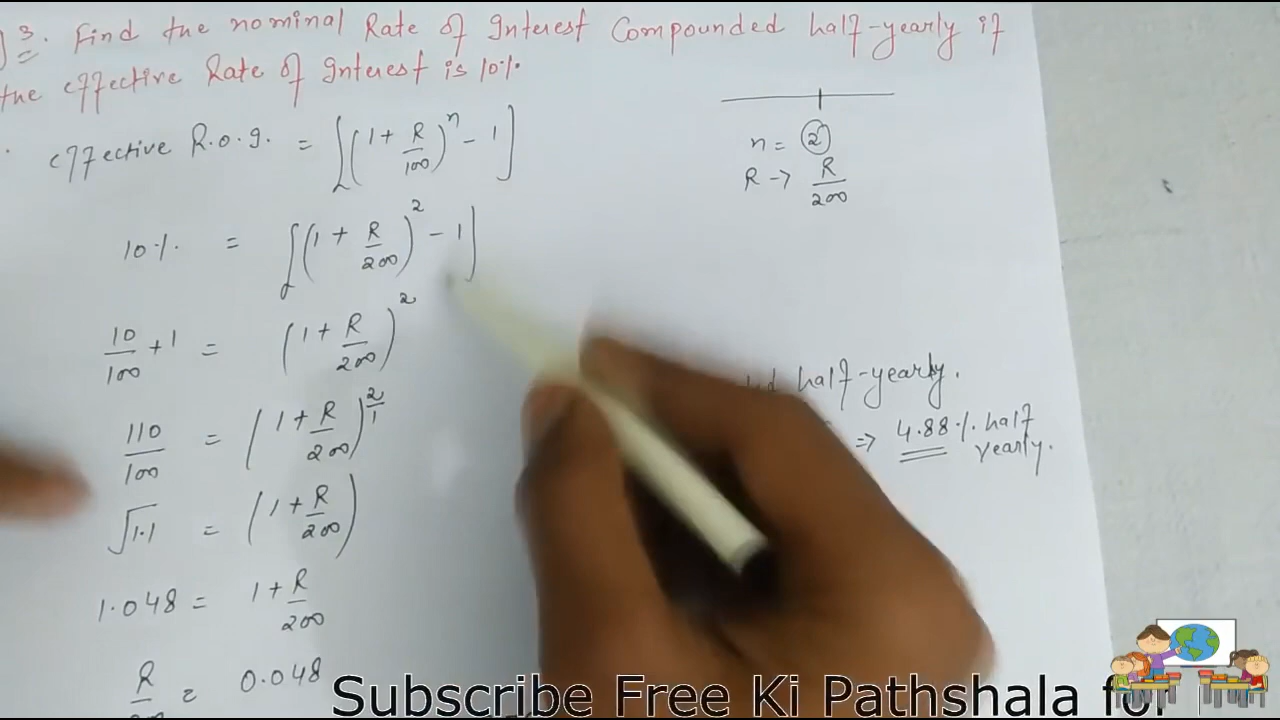 3. Find the nominal Rate of Interest Compounded half-yearly if
the effective Rate of Interest is 10%.
effective R.o.I. = [(1 + R/100)^n - 1]
n = 2
R → R/200
10% = [(1 + R/200)^2 - 1]
10/100 + 1 = (1 + R/200)^2
half-yearly.
110/100 = (1 + R/200)^2/1
⇒ 4.88% half
yearly.
√1.1 = (1 + R/200)
1.048 = 1 + R/200
R = 0.048
Subscribe Free Ki Pathshala for